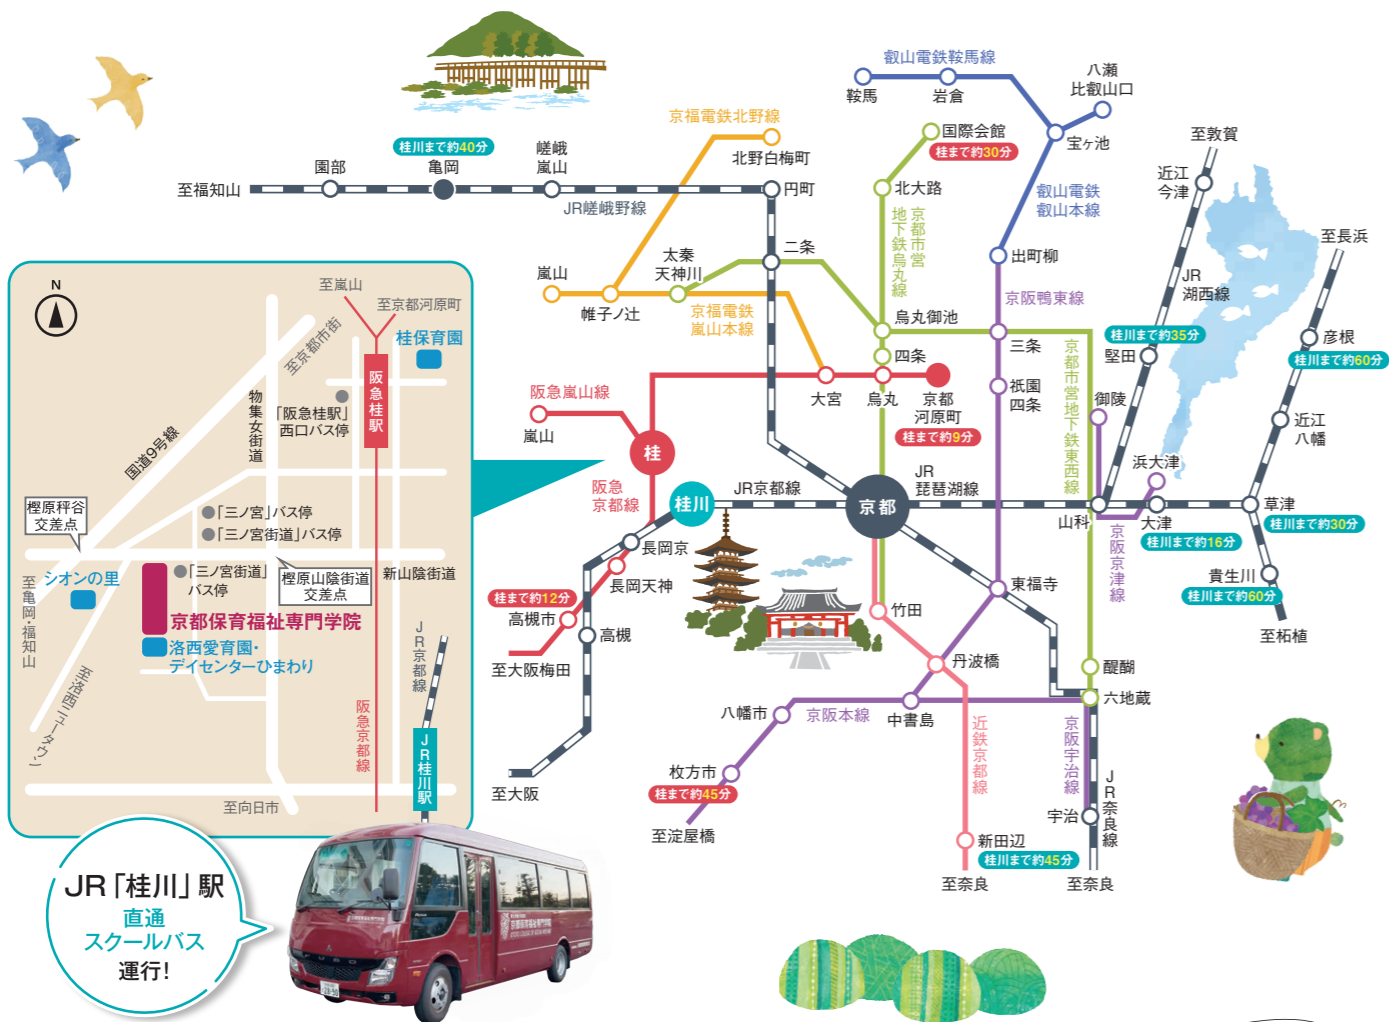 叡山電鉄鞍馬線
鞍馬
岩倉
八瀬
比叡山口
宝ヶ池
国際会館
桂まで約30分
北大路
京都市営
地下鉄烏丸線
叡山電鉄
叡山本線
出町柳
京阪鴨東線
京福電鉄北野線
北野白梅町
桂川まで約40分
亀岡
嵯峨
嵐山
園部
至福知山
JR嵯峨野線
円町
二条
太秦
天神川
嵐山
帷子ノ辻
京福電鉄
嵐山本線
烏丸御池
四条
三条
祇園
四条
京都市営地下鉄東西線
至敦賀
近江
今津
JR
湖西線
桂川まで約35分
堅田
御陵
浜大津
至長浜
彦根
桂川まで約60分
近江
八幡
草津
桂川まで約30分
貴生川
桂川まで約60分
至柘植
大津
桂川まで約16分
山科
京阪京津線
阪急嵐山線
嵐山
大宮
烏丸
京都
河原町
桂まで約9分
桂
阪急
京都線
桂川
JR京都線
京都
JR
琵琶湖線
長岡京
長岡天神
桂まで約12分
高槻市
高槻
至大阪梅田
至大阪
東福寺
竹田
丹波橋
醍醐
六地蔵
八幡市
京阪本線
中書島
枚方市
桂まで約45分
至淀屋橋
近鉄京都線
京阪宇治線
JR奈良線
宇治
新田辺
桂川まで約45分
至奈良
至奈良
N
至嵐山
至京都河原町
至京都市街
桂保育園
阪急桂駅
物集女街道
「阪急桂駅」
西口バス停
国道9号線
樫原秤谷
交差点
「三ノ宮」バス停
「三ノ宮街道」バス停
シオンの里
「三ノ宮街道」
バス停
樫原山陰街道
交差点
新山陰街道
至亀岡・福知山
京都保育福祉専門学院
洛西愛育園・
デイセンターひまわり
JR京都線
至洛西ニュータウン
阪急京都線
JR桂川駅
至向日市
JR「桂川」駅
直通
スクールバス
運行!
京都保育福祉専門学院
FUSO